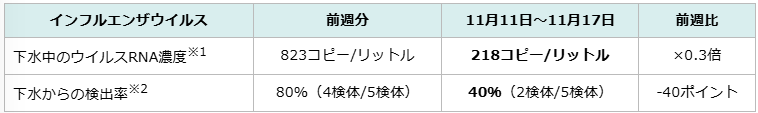 インフルエンザウイルス 前週分 11月11日～11月17日 前週比
下水中のウイルスRNA濃度※1 823コピー/リットル 218コピー/リットル ×0.3倍
下水からの検出率※2 80%（4検体/5検体） 40%（2検体/5検体） -40ポイント